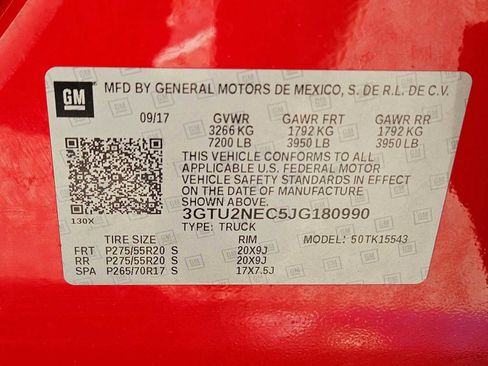 GM MFD BY GENERAL MOTORS DE MEXICO, S. DE R.L. DE C.V.
09/17 GVWR GAWR FRT GAWR RR
3266 KG 1792 KG 1792 KG
7200 LB 3950 LB 3950 LB
THIS VEHICLE CONFORMS TO ALL
APPLICABLE U.S. FEDERAL MOTOR
VEHICLE SAFETY AND THEFT PREVENTION
STANDARDS IN EFFECT ON THE DATE OF
MANUFACTURE
SHOWN ABOVE.
130X 3GTU2NEC5JG180990
TYPE: TRUCK
TIRE SIZE RIM MODEL: 50TK15543
FRT P275/55R20 S 20X9J
RR P275/55R20 S 20X9J
SPA P265/70R17 S 17X7.5J